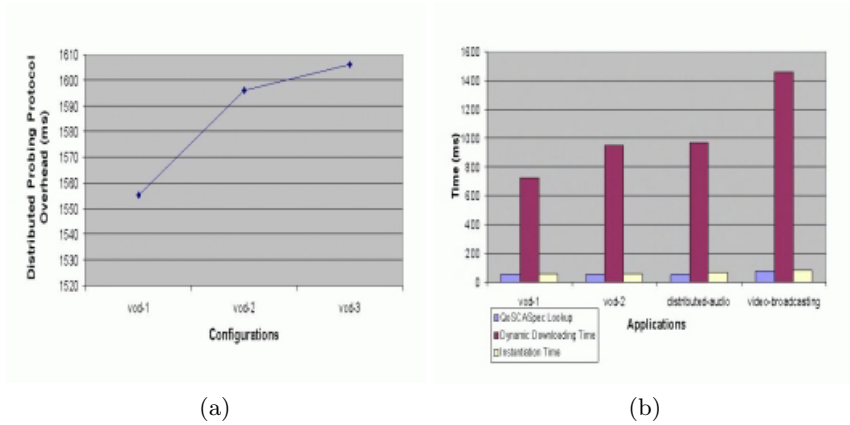 1610
1600
1590
1580
1570
1560
1550
1540
1530
1520
Distributed Probing Protocol
Overhead (ms)
vod-1 vod-2 vod-3
Configurations
(a)
1600
1400
1200
1000
800
600
400
200
0
Time (ms)
vod-1 vod-2 distributed-audio video-broadcasting
QoSCASpec Lookup
Dynamic Downloading Time
Instantiation Time
Applications
(b)